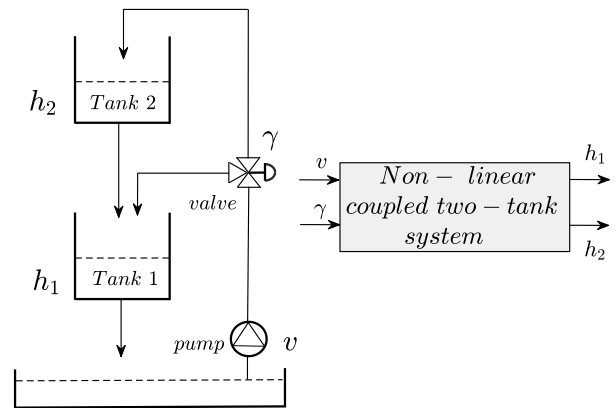 h₂
Tank 2
γ
valve
h₁
Tank 1
pump
v
v
γ
Non − linear
coupled two − tank
system
h₁
h₂